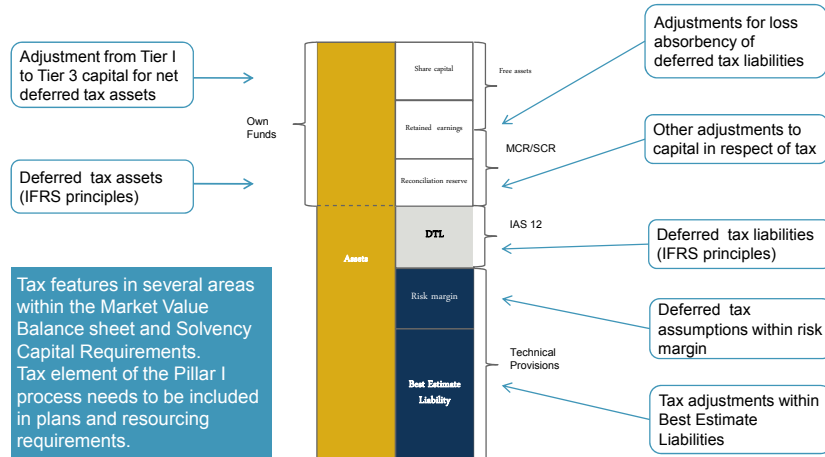 Adjustment from Tier I
to Tier 3 capital for net
deferred tax assets
Deferred  tax assets
(IFRS principles)
Tax features in several areas
within the Market Value
Balance sheet and Solvency
Capital Requirements.
Tax element of the Pillar I
process needs to be included
in plans and resourcing
requirements.
Own
Funds
Assets
Share capital
Retained earnings
Reconciliation reserve
DTL
Risk margin
Best Estimate
Liability
Free assets
MCR/SCR
IAS 12
Technical
Provisions
Adjustments for loss
absorbency of
deferred tax liabilities
Other adjustments to
capital in respect of tax
Deferred  tax liabilities
(IFRS principles)
Deferred  tax
assumptions within risk
margin
Tax adjustments within
Best Estimate
Liabilities